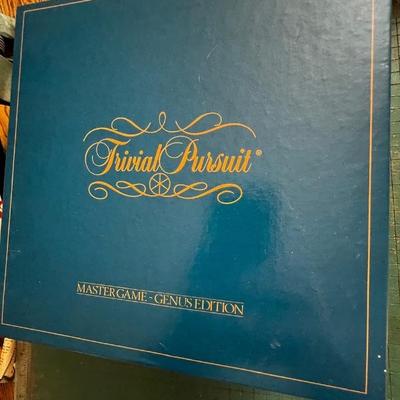 Trivial Pursuit®
MASTER GAME - GENUS EDITION